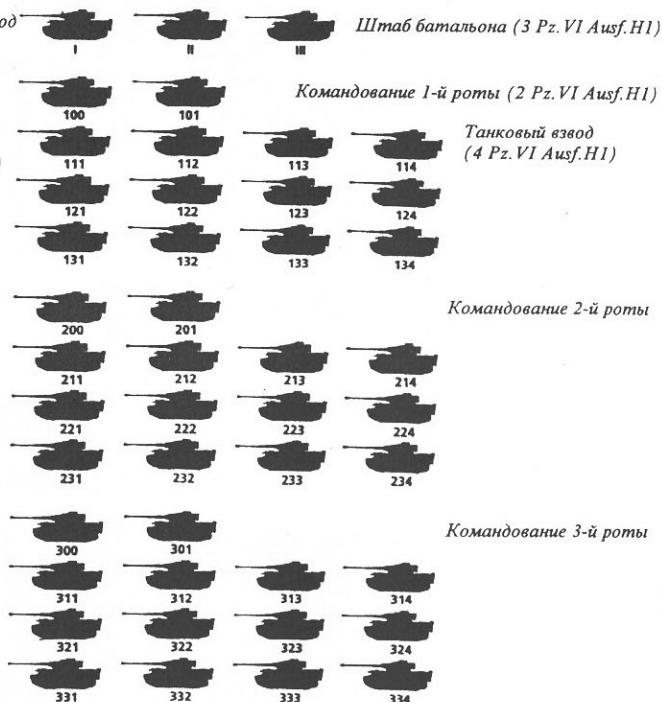 I II III Штаб батальона (3 Pz.VI Ausf.H1)
100 101 Командование 1-й роты (2 Pz.VI Ausf.H1)
111 112 113 114 Танковый взвод
(4 Pz.VI Ausf.H1)
121 122 123 124
131 132 133 134
200 201 Командование 2-й роты
211 212 213 214
221 222 223 224
231 232 233 234
300 301 Командование 3-й роты
311 312 313 314
321 322 323 324
331 332 333 334